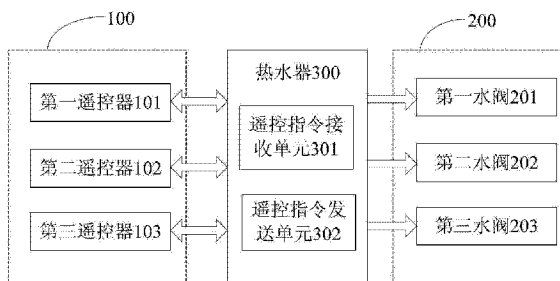 100
200
第一遥控器101
第二遥控器102
第三遥控器103
热水器300
遥控指令接
收单元301
遥控指令发
送单元302
第一水阀201
第二水阀202
第三水阀203